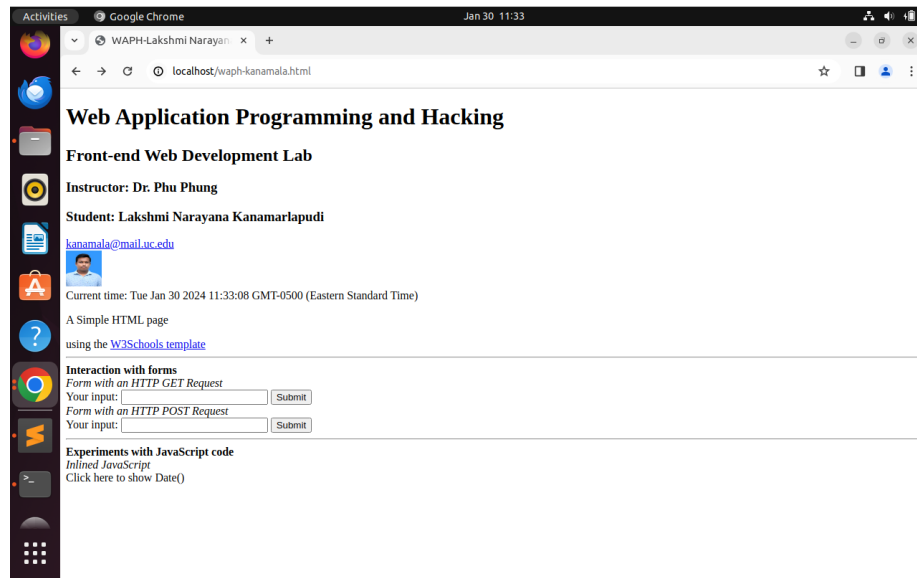 Activities Google Chrome Jan 30 11:33
WAPH-Lakshmi Narayan
localhost/waph-kanamala.html
Web Application Programming and Hacking
Front-end Web Development Lab
Instructor: Dr. Phu Phung
Student: Lakshmi Narayana Kanamarlapudi
kanamala@mail.uc.edu
Current time: Tue Jan 30 2024 11:33:08 GMT-0500 (Eastern Standard Time)
A Simple HTML page
using the W3Schools template
Interaction with forms
Form with an HTTP GET Request
Your input: Submit
Form with an HTTP POST Request
Your input: Submit
Experiments with JavaScript code
Inlined JavaScript
Click here to show Date()